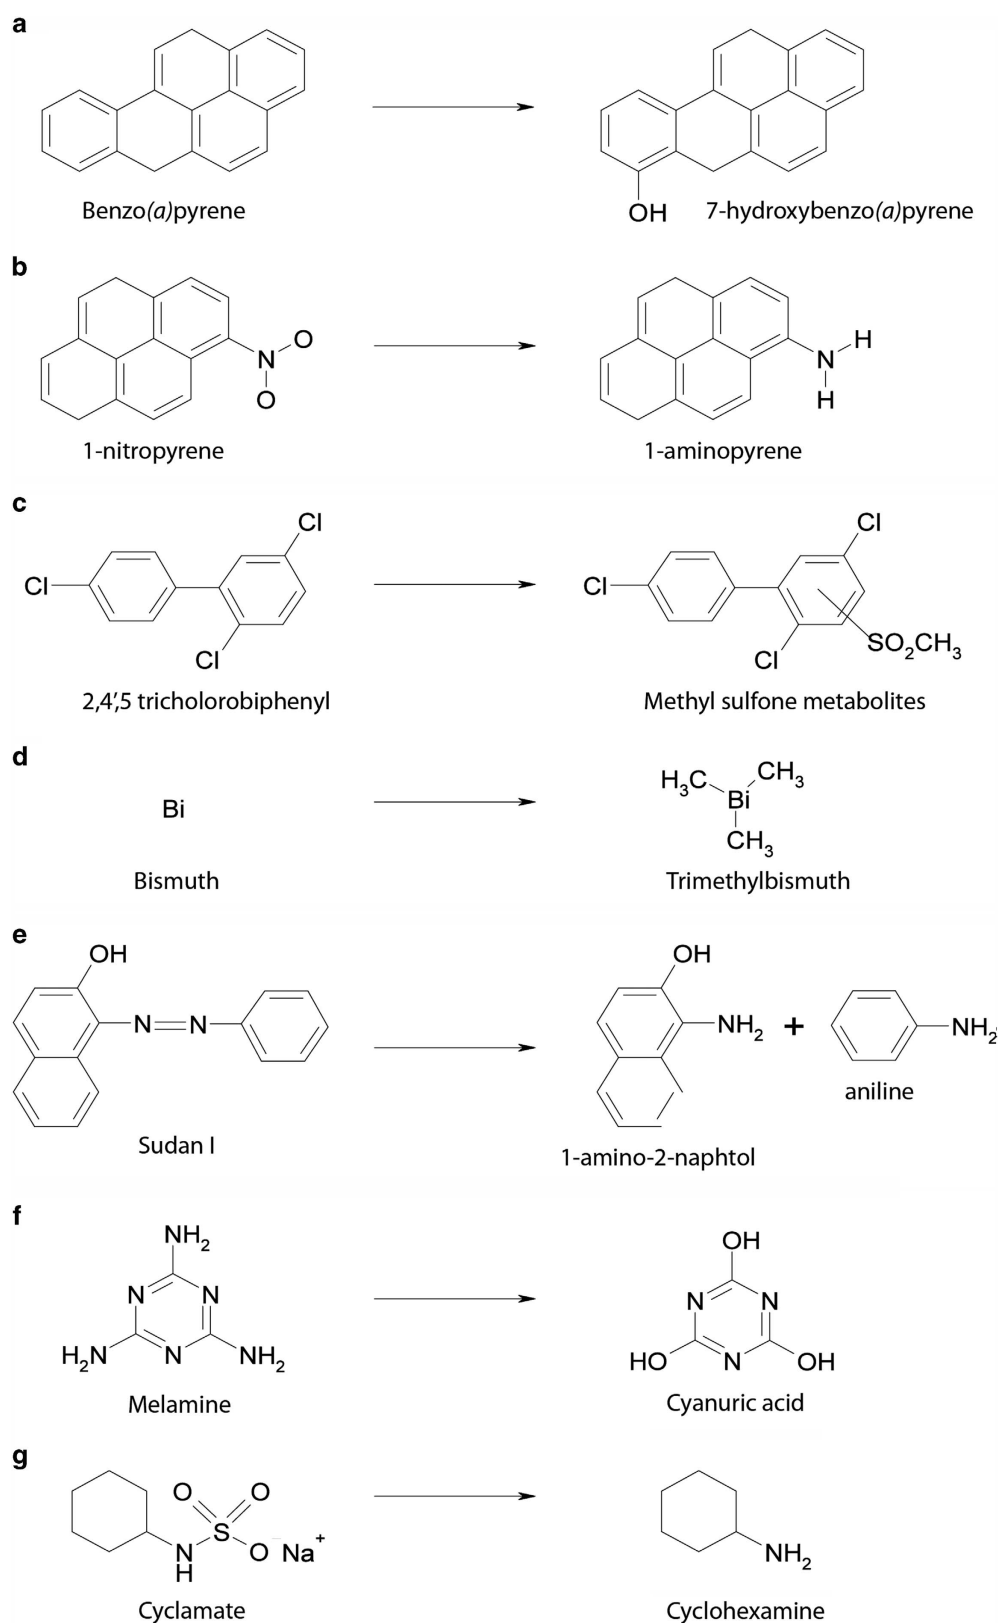 a
Benzo(a)pyrene
OH
7-hydroxybenzo(a)pyrene
b
N
O
O
1-nitropyrene
N
H
H
1-aminopyrene
c
Cl
Cl
Cl
2,4',5 tricholorobiphenyl
Cl
Cl
Cl
SO2CH3
Methyl sulfone metabolites
d
Bi
Bismuth
H3C
CH3
Bi
CH3
Trimethylbismuth
e
OH
N
N
Sudan I
OH
NH2
+
NH2
aniline
1-amino-2-naphtol
f
NH2
N
N
H2N
N
NH2
Melamine
OH
N
N
HO
N
OH
Cyanuric acid
g
O
O
S
N
H
O- Na+
Cyclamate
NH2
Cyclohexamine